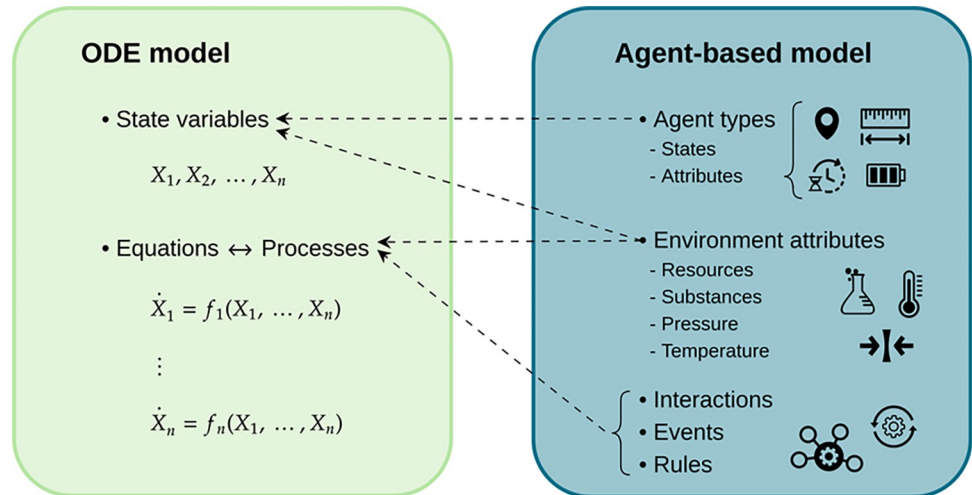 ODE model
• State variables
X₁, X₂, … , Xₙ
• Equations ↔ Processes
Ẋ₁ = f₁(X₁, … , Xₙ)
⋮
Ẋₙ = fₙ(X₁, … , Xₙ)
Agent-based model
• Agent types
- States
- Attributes
• Environment attributes
- Resources
- Substances
- Pressure
- Temperature
• Interactions
• Events
• Rules